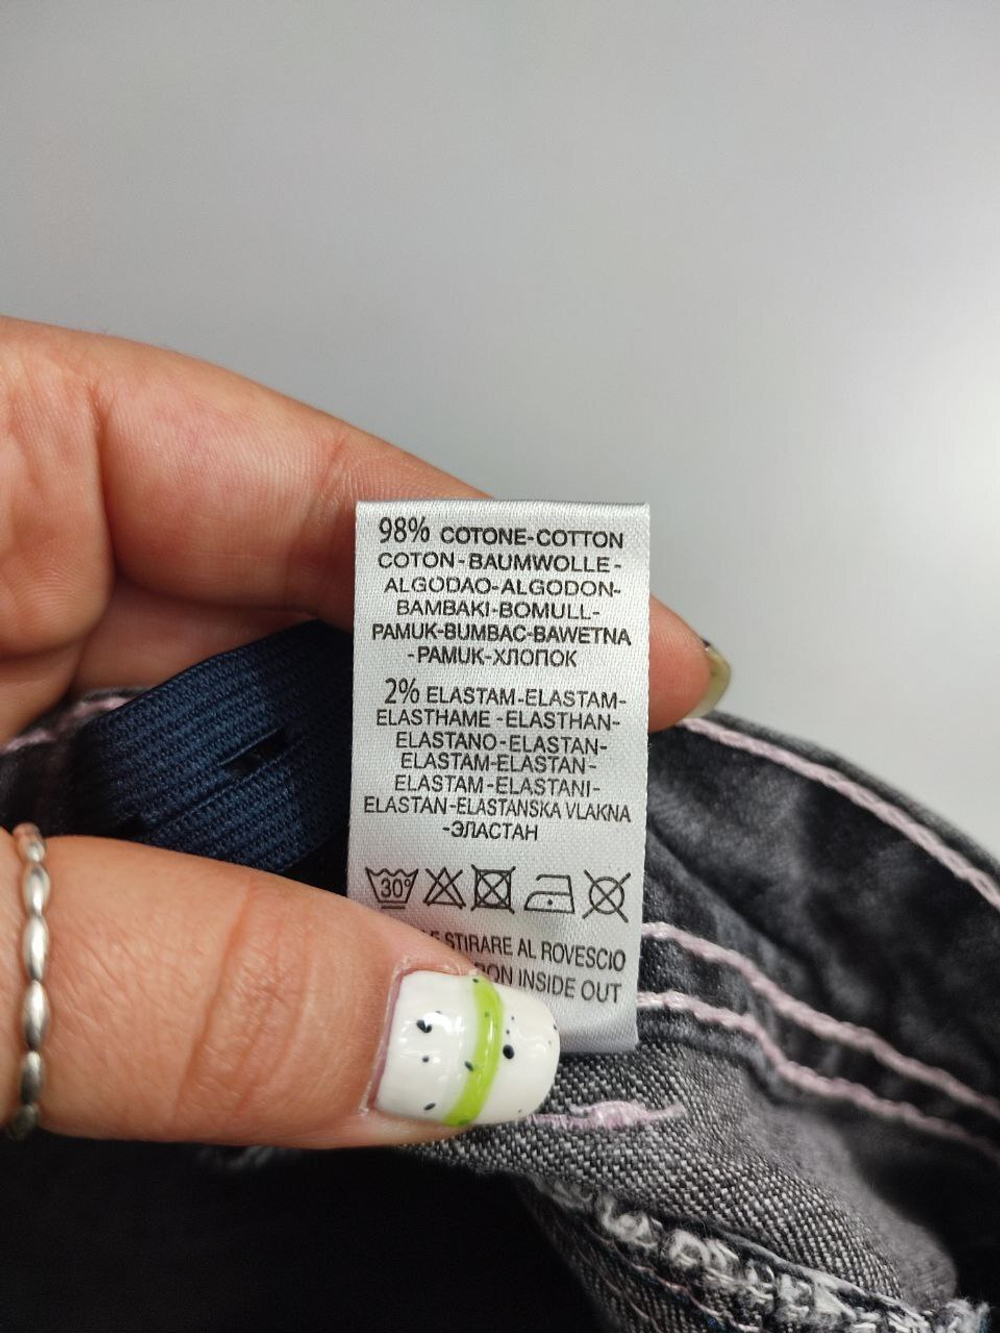 98% COTONE-COTTON
COTON-BAUMWOLLE-
ALGODAO-ALGODON-
BAMBAKI-BOMULL-
PAMUK-BUMBAC-BAWETNA
-PAMUK-ХЛОПОК
2% ELASTAM-ELASTAM-
ELASTHAME-ELASTHAN-
ELASTANO-ELASTAN-
ELASTAM-ELASTAN-
ELASTAM-ELASTANI-
ELASTAN-ELASTANSKA VLAKNA
-ЭЛАСТАН
30°
STIRARE AL ROVESCIO
INSIDE OUT